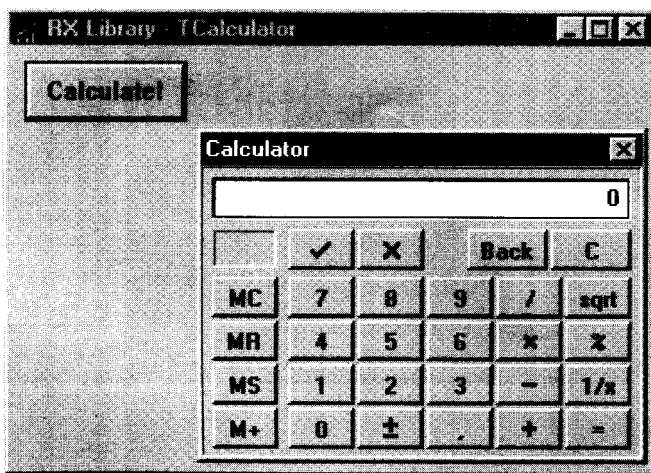 RX Library - TCalculator
Calculate!
Calculator
0
✓ × Back C
MC 7 8 9 / sqrt
MR 4 5 6 * %
MS 1 2 3 - 1/x
M+ 0 ± . + =